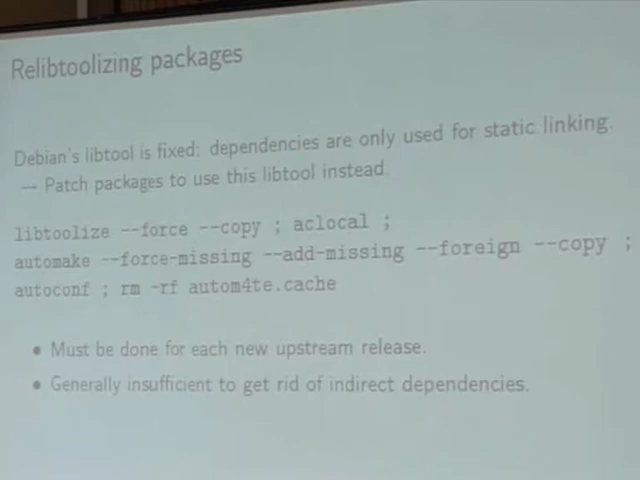 Relibtoolizing packages
Debian's libtool is fixed: dependencies are only used for static linking.
→ Patch packages to use this libtool instead.
libtoolize --force --copy ; aclocal ;
automake --force-missing --add-missing --foreign --copy ;
autoconf ; rm -rf autom4te.cache
• Must be done for each new upstream release.
• Generally insufficient to get rid of indirect dependencies.